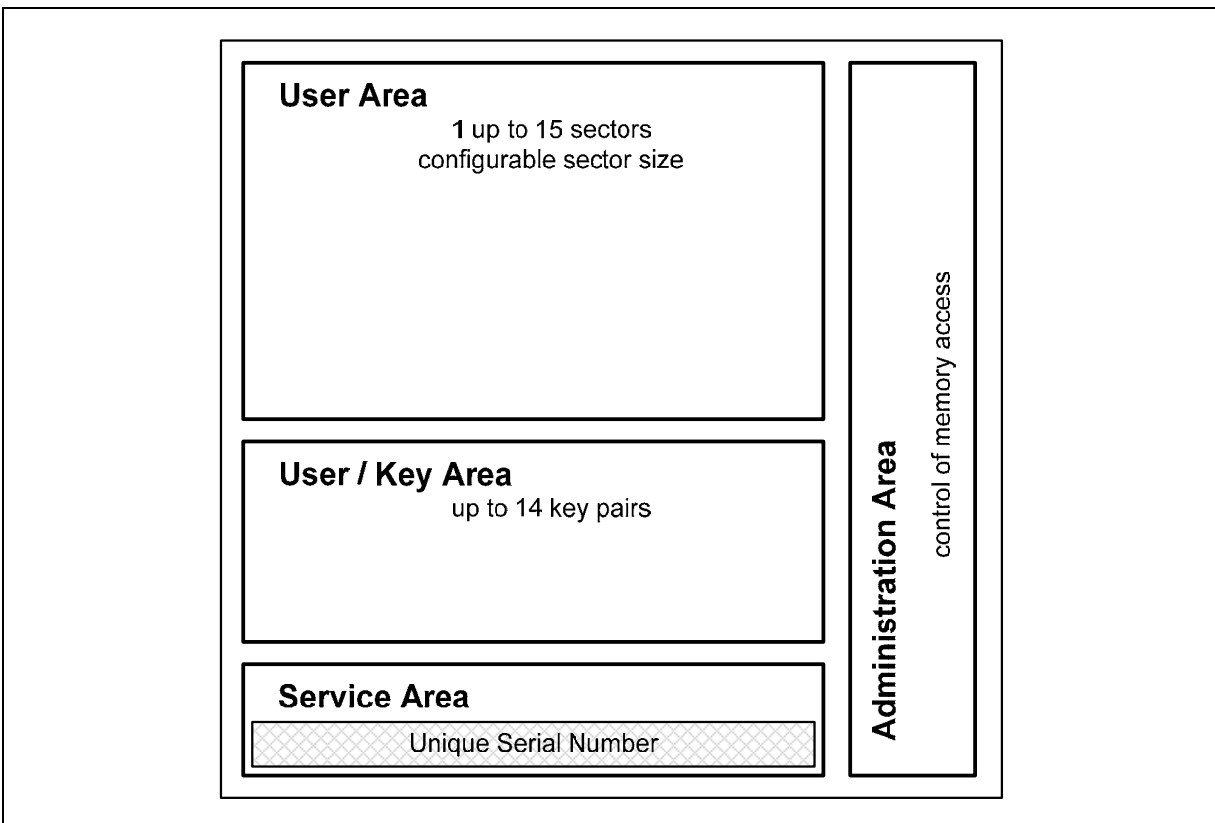 User Area
1 up to 15 sectors
configurable sector size
User / Key Area
up to 14 key pairs
Service Area
Unique Serial Number
Administration Area
control of memory access